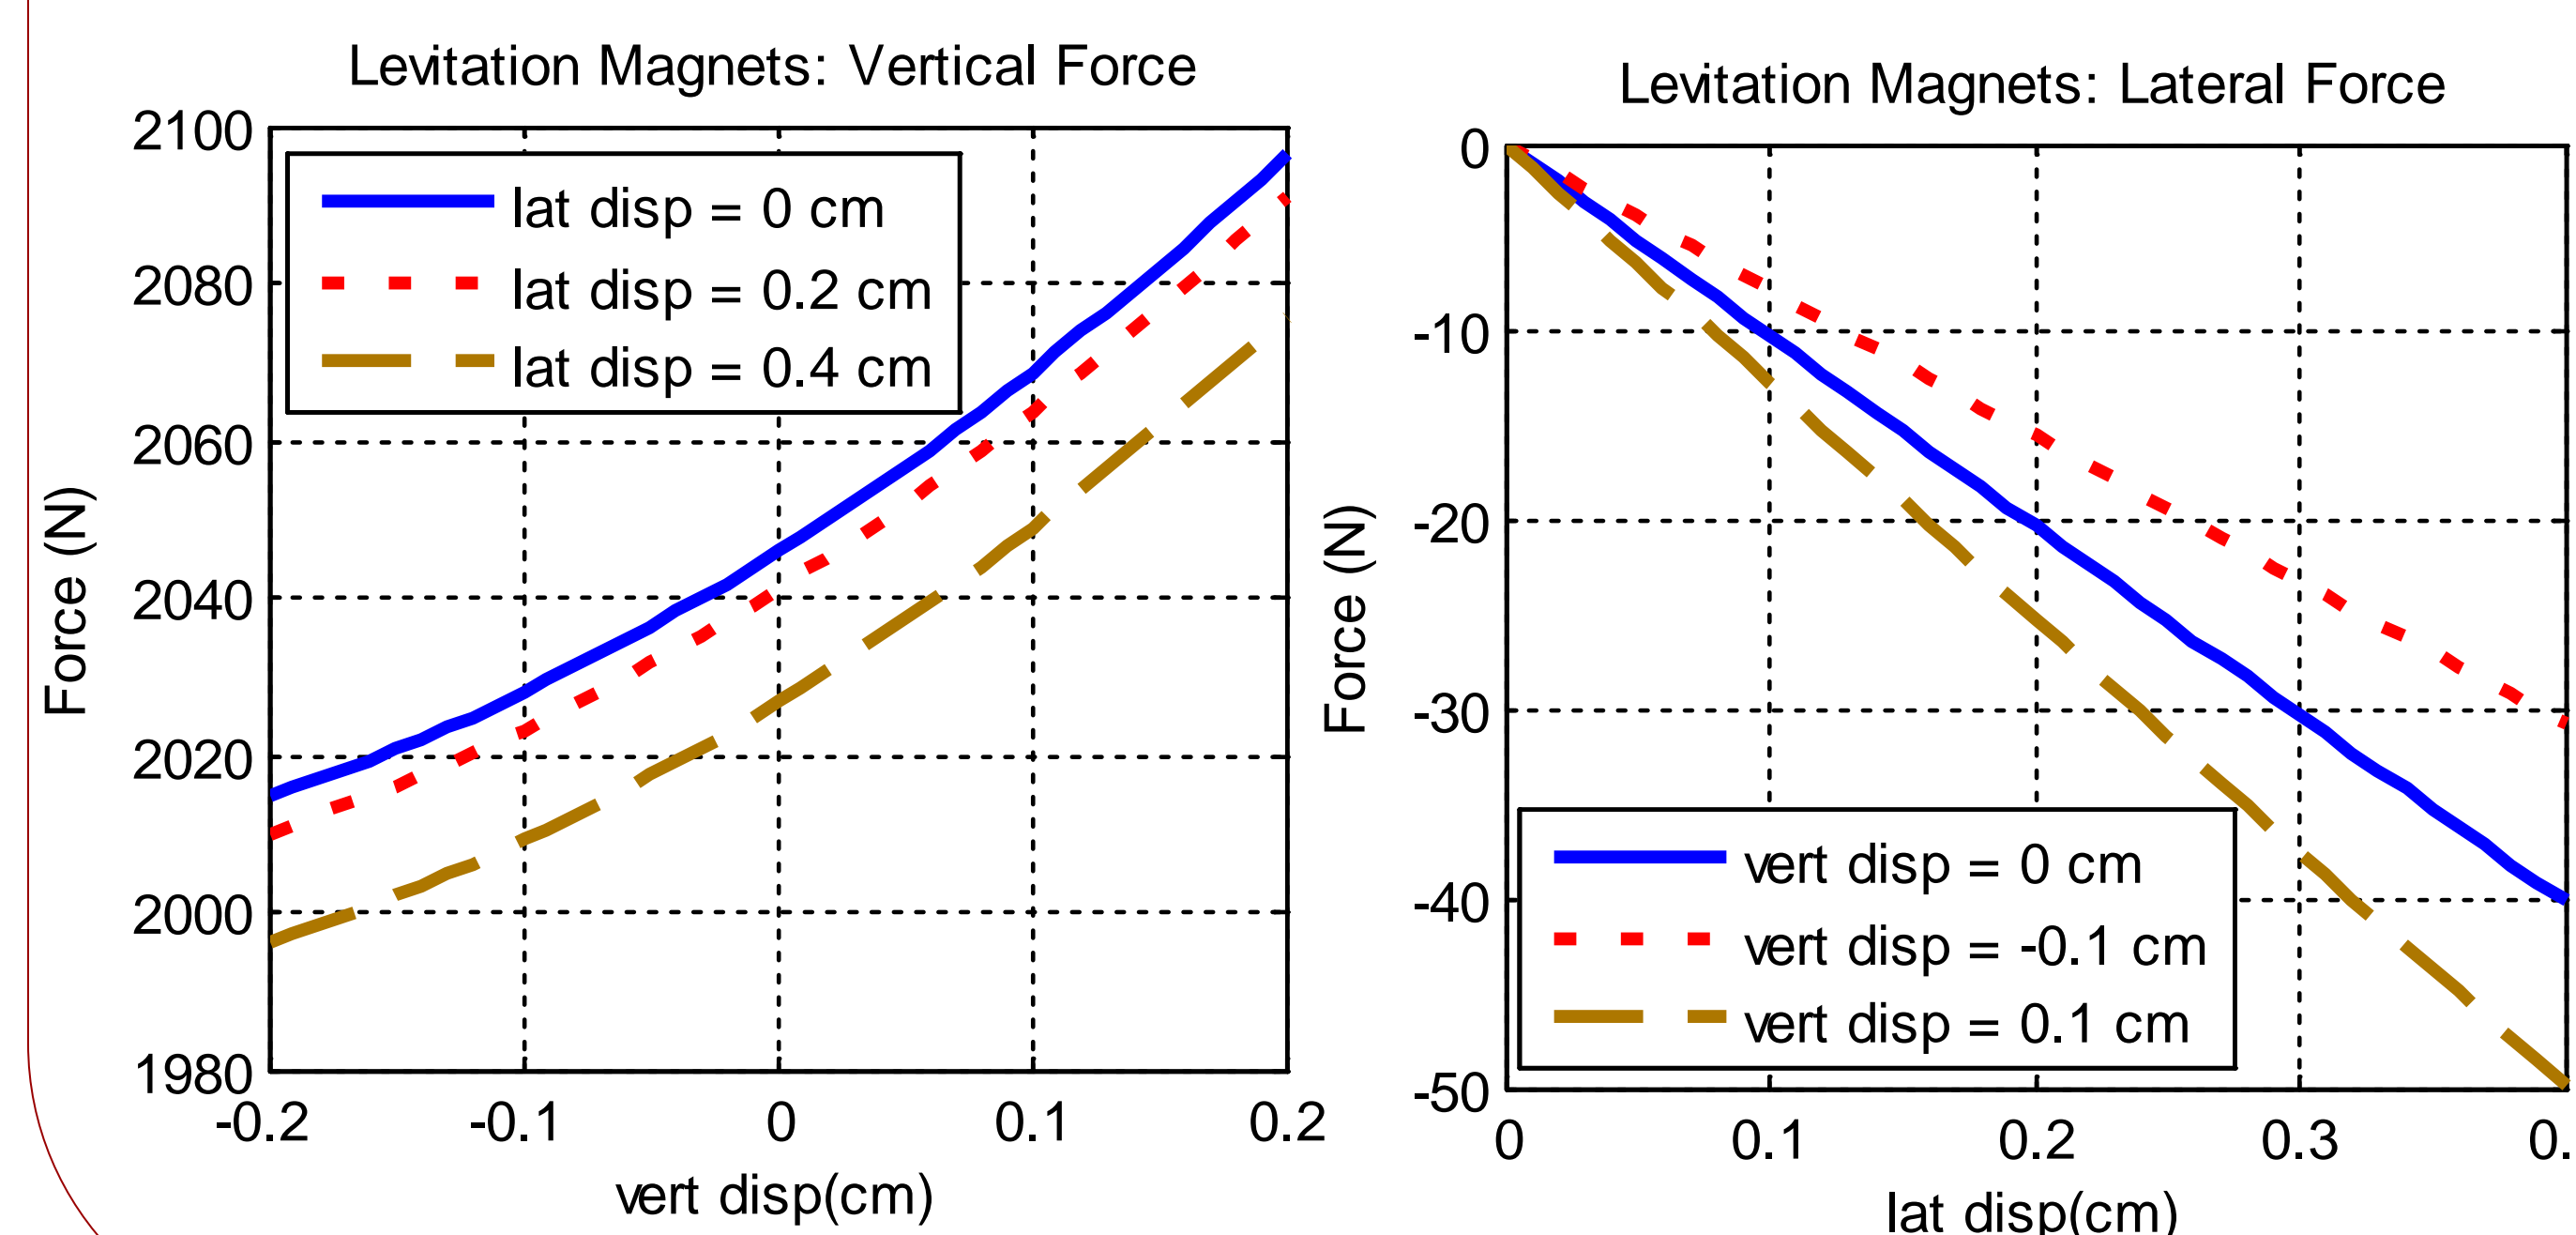 Levitation Magnets: Vertical Force
2100
2080
2060
2040
2020
2000
1980
-0.2
-0.1
0
0.1
0.2
Force (N)
vert disp(cm)
lat disp = 0 cm
lat disp = 0.2 cm
lat disp = 0.4 cm
Levitation Magnets: Lateral Force
0
-10
-20
-30
-40
-50
0
0.1
0.2
0.3
0.
Force (N)
lat disp(cm)
vert disp = 0 cm
vert disp = -0.1 cm
vert disp = 0.1 cm